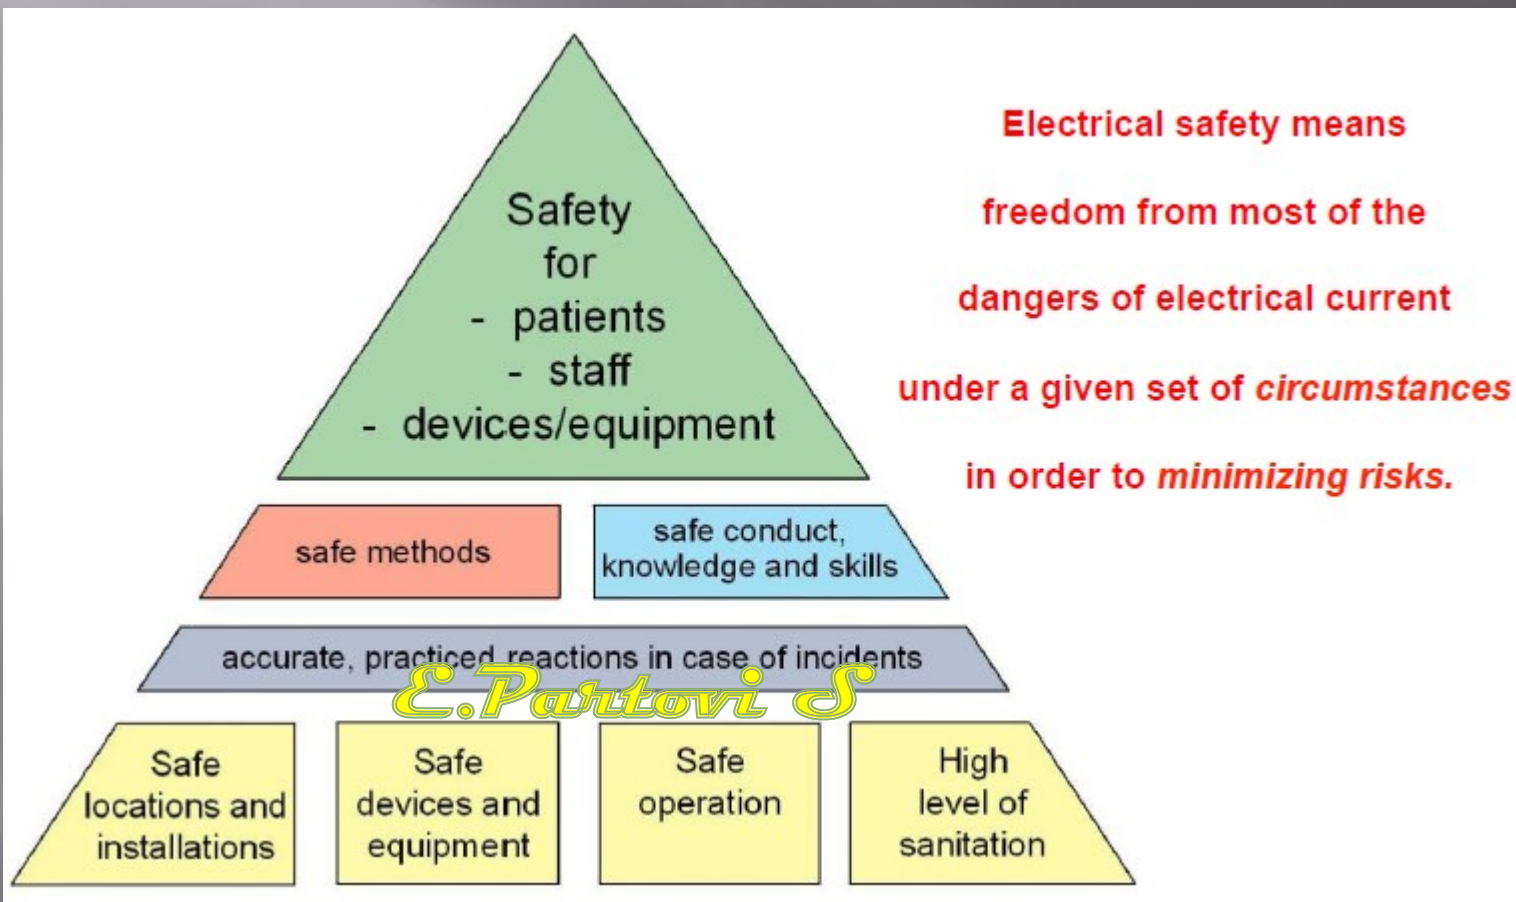 Safety
for
- patients
- staff
- devices/equipment
Electrical safety means
freedom from most of the
dangers of electrical current
under a given set of circumstances
in order to minimizing risks.
safe methods
safe conduct,
knowledge and skills
accurate, practiced reactions in case of incidents
E.Partovi S
Safe
locations and
installations
Safe
devices and
equipment
Safe
operation
High
level of
sanitation